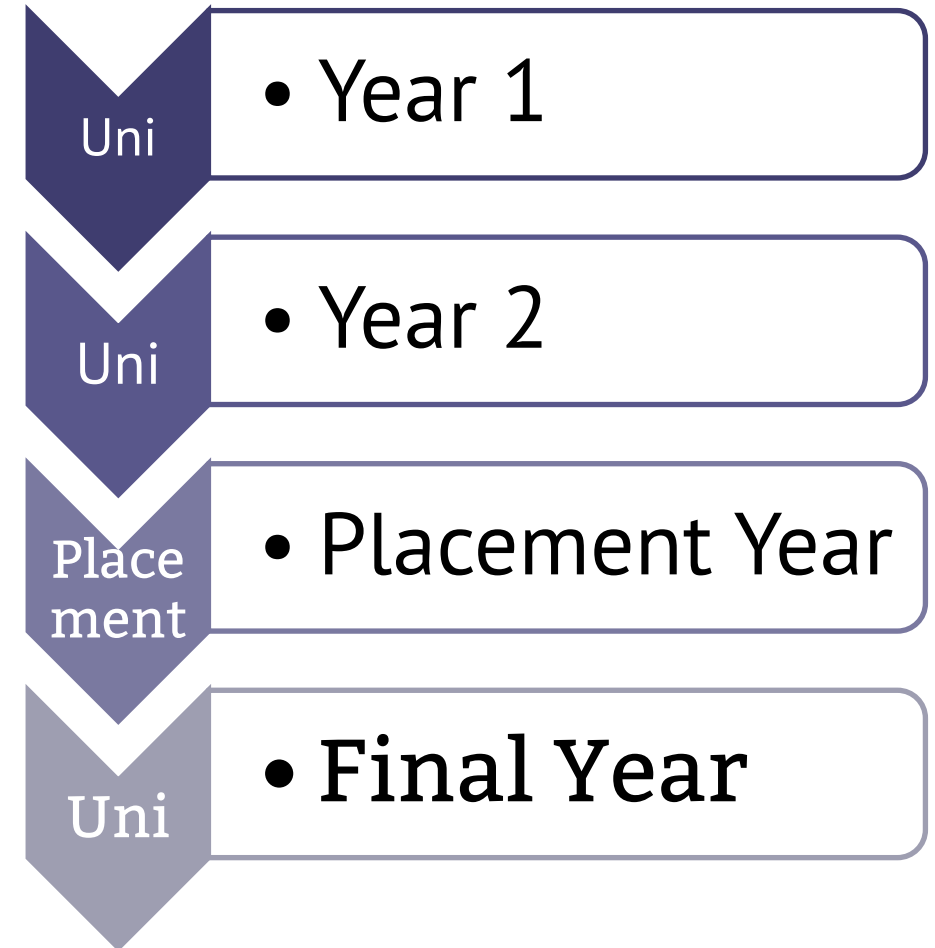 Uni
• Year 1
Uni
• Year 2
Place
ment
• Placement Year
Uni
• Final Year